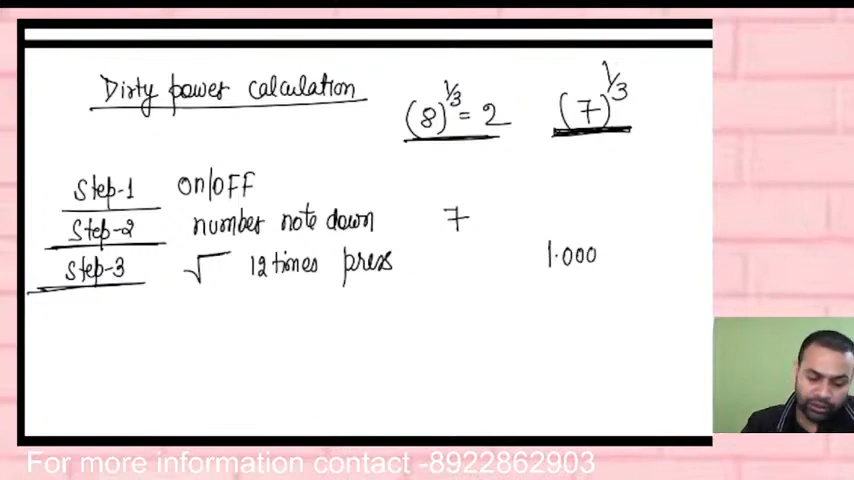 Dirty power calculation
(8)^1/3 = 2
(7)^1/3
Step-1 on/OFF
Step-2 number note down 7
Step-3 √ 12 times press 1.000
For more information contact -8922862903